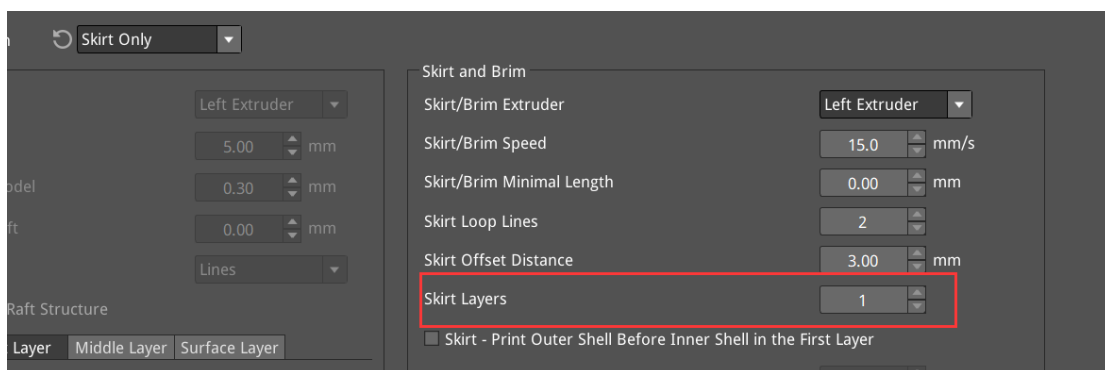 Skirt Only
Left Extruder
5.00 mm
0.30 mm
0.00 mm
Lines
Raft Structure
Layer Middle Layer Surface Layer
Skirt and Brim
Skirt/Brim Extruder Left Extruder
Skirt/Brim Speed 15.0 mm/s
Skirt/Brim Minimal Length 0.00 mm
Skirt Loop Lines 2
Skirt Offset Distance 3.00 mm
Skirt Layers 1
Skirt - Print Outer Shell Before Inner Shell in the First Layer